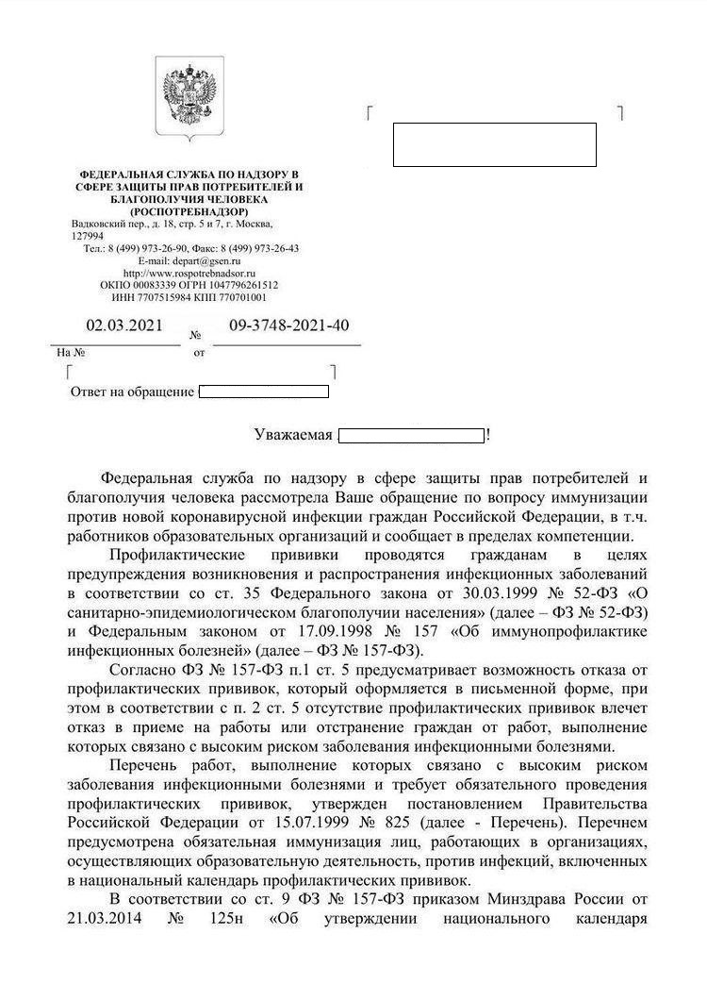 ФЕДЕРАЛЬНАЯ СЛУЖБА ПО НАДЗОРУ В
СФЕРЕ ЗАЩИТЫ ПРАВ ПОТРЕБИТЕЛЕЙ И
БЛАГОПОЛУЧИЯ ЧЕЛОВЕКА
(РОСПОТРЕБНАДЗОР)
Вадковский пер., д. 18, стр. 5 и 7, г. Москва,
127994
Тел.: 8 (499) 973-26-90, Факс: 8 (499) 973-26-43
E-mail: depart@gsen.ru
http://www.rospotrebnadsor.ru
ОКПО 00083339 ОГРН 1047796261512
ИНН 7707515984 КПП 770701001
02.03.2021 № 09-3748-2021-40
На № от
Ответ на обращение
Уважаемая !
Федеральная служба по надзору в сфере защиты прав потребителей и
благополучия человека рассмотрела Ваше обращение по вопросу иммунизации
против новой коронавирусной инфекции граждан Российской Федерации, в т.ч.
работников образовательных организаций и сообщает в пределах компетенции.
Профилактические прививки проводятся гражданам в целях
предупреждения возникновения и распространения инфекционных заболеваний
в соответствии со ст. 35 Федерального закона от 30.03.1999 № 52-ФЗ «О
санитарно-эпидемиологическом благополучии населения» (далее – ФЗ № 52-ФЗ)
и Федеральным законом от 17.09.1998 № 157 «Об иммунопрофилактике
инфекционных болезней» (далее – ФЗ № 157-ФЗ).
Согласно ФЗ № 157-ФЗ п.1 ст. 5 предусматривает возможность отказа от
профилактических прививок, который оформляется в письменной форме, при
этом в соответствии с п. 2 ст. 5 отсутствие профилактических прививок влечет
отказ в приеме на работы или отстранение граждан от работ, выполнение
которых связано с высоким риском заболевания инфекционными болезнями.
Перечень работ, выполнение которых связано с высоким риском
заболевания инфекционными болезнями и требует обязательного проведения
профилактических прививок, утвержден постановлением Правительства
Российской Федерации от 15.07.1999 № 825 (далее - Перечень). Перечнем
предусмотрена обязательная иммунизация лиц, работающих в организациях,
осуществляющих образовательную деятельность, против инфекций, включенных
в национальный календарь профилактических прививок.
В соответствии со ст. 9 ФЗ № 157-ФЗ приказом Минздрава России от
21.03.2014 № 125н «Об утверждении национального календаря